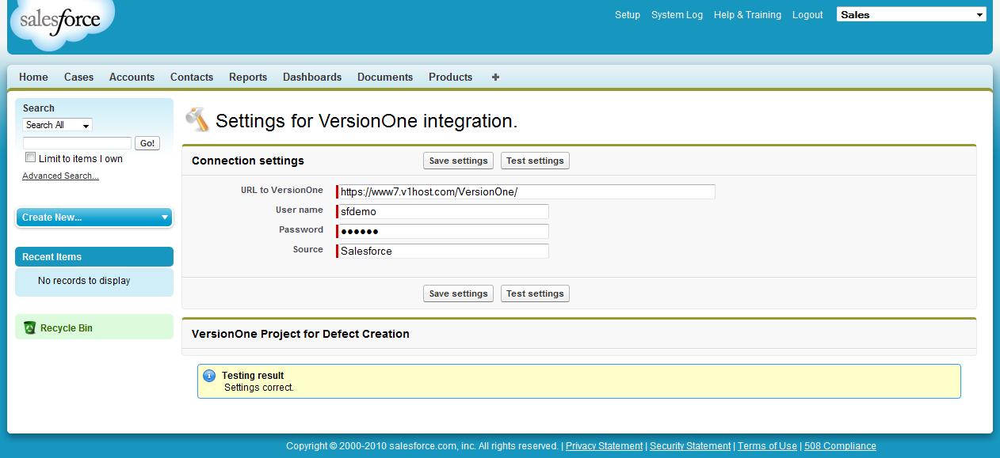 salesforce
Setup System Log Help & Training Logout Sales
Home Cases Accounts Contacts Reports Dashboards Documents Products +
Search
Search All
Go!
Limit to items I own
Advanced Search...
Create New...
Recent Items
No records to display
Recycle Bin
Settings for VersionOne integration.
Connection settings Save settings Test settings
URL to VersionOne https://www7.v1host.com/VersionOne/
User name sfdemo
Password ••••••
Source Salesforce
Save settings Test settings
VersionOne Project for Defect Creation
Testing result
Settings correct.
Copyright © 2000-2010 salesforce.com, inc. All rights reserved. | Privacy Statement | Security Statement | Terms of Use | 508 Compliance